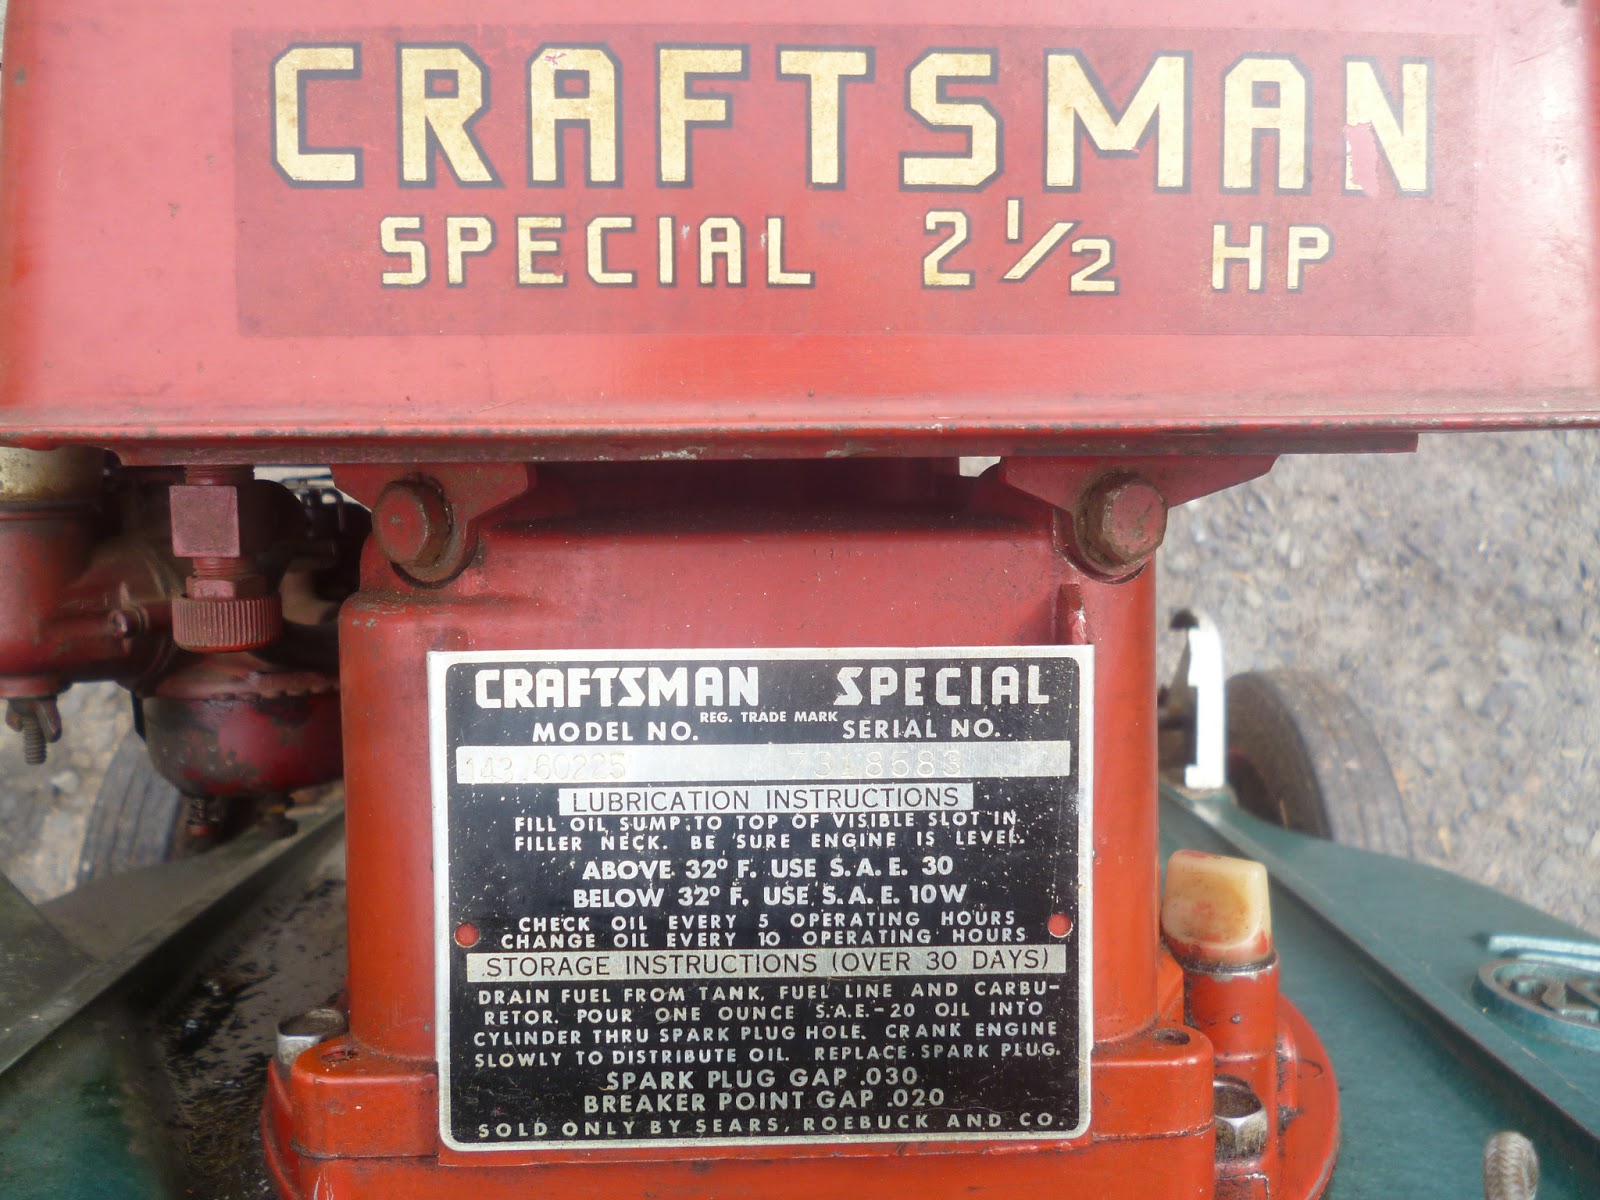 CRAFTSMAN
SPECIAL 2 1/2 HP
CRAFTSMAN SPECIAL
MODEL NO. REG. TRADE MARK SERIAL NO.
143.60225 7318583
LUBRICATION INSTRUCTIONS
FILL OIL SUMP TO TOP OF VISIBLE SLOT IN
FILLER NECK. BE SURE ENGINE IS LEVEL.
ABOVE 32° F. USE S.A.E. 30
BELOW 32° F. USE S.A.E. 10W
CHECK OIL EVERY 5 OPERATING HOURS
CHANGE OIL EVERY 10 OPERATING HOURS
STORAGE INSTRUCTIONS (OVER 30 DAYS)
DRAIN FUEL FROM TANK, FUEL LINE AND CARBU-
RETOR. POUR ONE OUNCE S.A.E.-20 OIL INTO
CYLINDER THRU SPARK PLUG HOLE. CRANK ENGINE
SLOWLY TO DISTRIBUTE OIL. REPLACE SPARK PLUG.
SPARK PLUG GAP .030
BREAKER POINT GAP .020
SOLD ONLY BY SEARS, ROEBUCK AND CO.